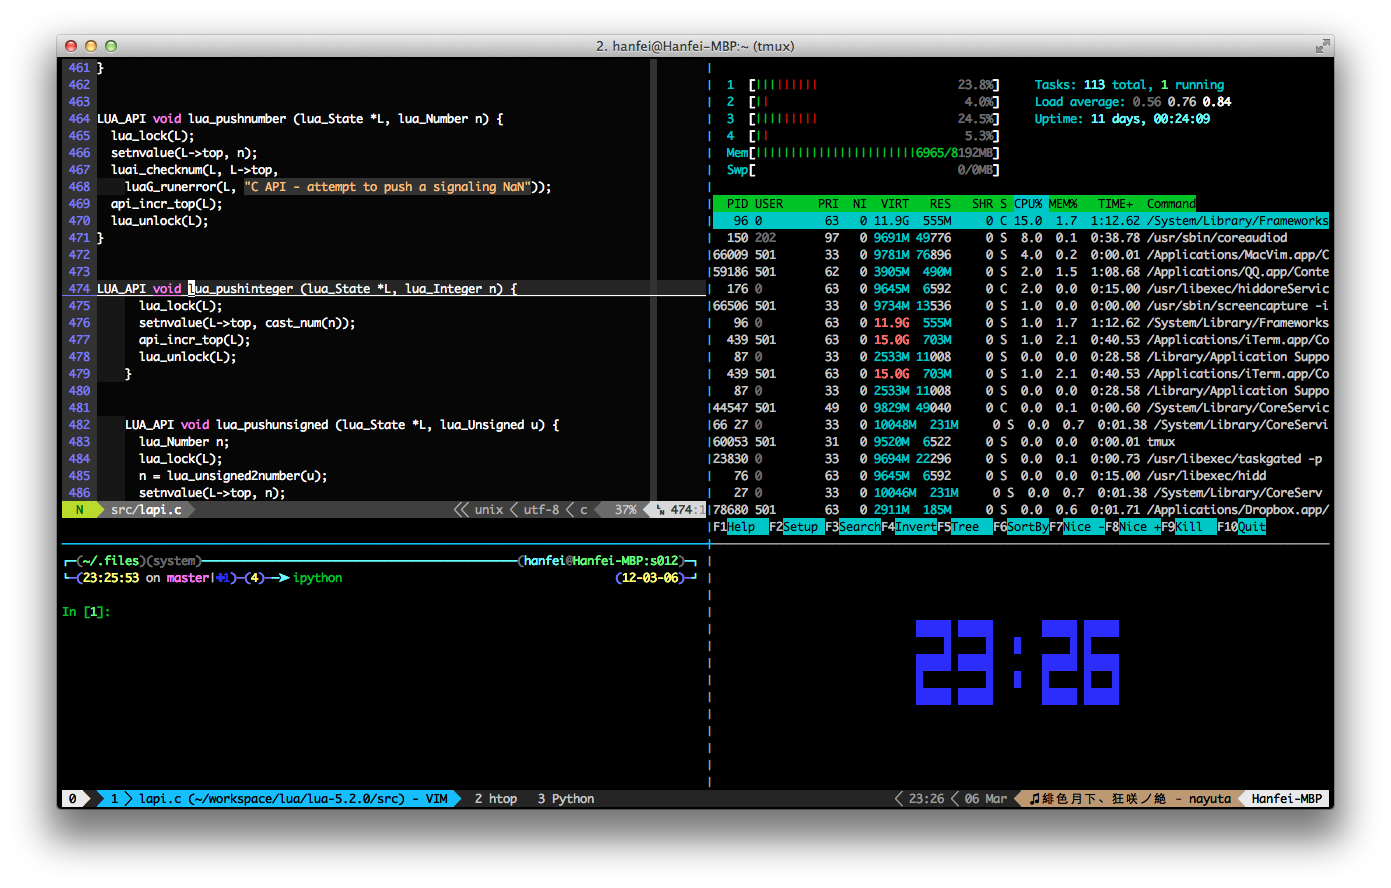 2. hanfei@Hanfei-MBP:~ (tmux)
461 }
462
463
464 LUA_API void lua_pushnumber (lua_State *L, lua_Number n) {
465 lua_lock(L);
466 setnvalue(L->top, n);
467 luai_checknum(L, L->top,
468 luaG_runerror(L, "C API - attempt to push a signaling NaN"));
469 api_incr_top(L);
470 lua_unlock(L);
471 }
472
473
474 LUA_API void lua_pushinteger (lua_State *L, lua_Integer n) {
475 lua_lock(L);
476 setnvalue(L->top, cast_num(n));
477 api_incr_top(L);
478 lua_unlock(L);
479 }
480
481
482 LUA_API void lua_pushunsigned (lua_State *L, lua_Unsigned u) {
483 lua_Number n;
484 lua_lock(L);
485 n = lua_unsigned2number(u);
486 setnvalue(L->top, n);
N src/lapi.c unix utf-8 c 37% 474:1
1 [||||||||| 23.8%] Tasks: 113 total, 1 running
2 [|| 4.0%] Load average: 0.56 0.76 0.84
3 [||||||||| 24.5%] Uptime: 11 days, 00:24:09
4 [|| 5.3%]
Mem[|||||||||||||||||||||||6965/8192MB]
Swp[ 0/0MB]
PID USER PRI NI VIRT RES SHR S CPU% MEM% TIME+ Command
96 0 63 0 11.9G 555M 0 C 15.0 1.7 1:12.62 /System/Library/Frameworks
150 202 97 0 9691M 49776 0 S 8.0 0.1 0:38.78 /usr/sbin/coreaudiod
66009 501 33 0 9781M 76896 0 S 4.0 0.2 0:00.01 /Applications/MacVim.app/C
59186 501 62 0 3905M 490M 0 S 2.0 1.5 1:08.68 /Applications/QQ.app/Conte
176 0 63 0 9645M 6592 0 C 2.0 0.0 0:15.00 /usr/libexec/hiddoreServic
66506 501 33 0 9734M 13536 0 S 1.0 0.0 0:00.00 /usr/sbin/screencapture -i
96 0 63 0 11.9G 555M 0 S 1.0 1.7 1:12.62 /System/Library/Frameworks
439 501 63 0 15.0G 703M 0 S 1.0 2.1 0:40.53 /Applications/iTerm.app/Co
87 0 33 0 2533M 11008 0 S 0.0 0.0 0:28.58 /Library/Application Suppo
439 501 63 0 15.0G 703M 0 S 1.0 2.1 0:40.53 /Applications/iTerm.app/Co
87 0 33 0 2533M 11008 0 S 0.0 0.0 0:28.58 /Library/Application Suppo
44547 501 49 0 9829M 49040 0 C 0.0 0.1 0:00.60 /System/Library/CoreServic
66 27 0 33 0 10048M 231M 0 S 0.0 0.7 0:01.38 /System/Library/CoreServi
60053 501 31 0 9520M 6522 0 S 0.0 0.0 0:00.01 tmux
23830 0 33 0 9694M 22296 0 S 0.0 0.1 0:00.73 /usr/libexec/taskgated -p
76 0 63 0 9645M 6592 0 S 0.0 0.0 0:15.00 /usr/libexec/hidd
27 0 33 0 10046M 231M 0 S 0.0 0.7 0:01.38 /System/Library/CoreServ
78680 501 63 0 2911M 185M 0 S 0.0 0.6 0:01.71 /Applications/Dropbox.app/
F1Help F2Setup F3SearchF4InvertF5Tree F6SortByF7Nice -F8Nice +F9Kill F10Quit
(~/.files)(system) (hanfei@Hanfei-MBP:s012)
(23:25:53 on master|✚1) (4) ipython (12-03-06)
In [1]:
23:26
0 1 lapi.c (~/workspace/lua/lua-5.2.0/src) - VIM 2 htop 3 Python 23:26 06 Mar ♫緋色月下、狂咲ノ絶 - nayuta Hanfei-MBP